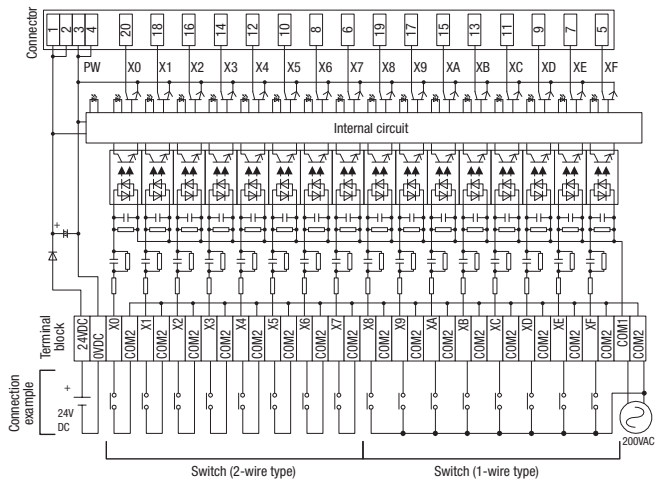 Connector
1 2 3 4 20 18 16 14 12 10 8 6 19 17 15 13 11 9 7 5
PW X0 X1 X2 X3 X4 X5 X6 X7 X8 X9 XA XB XC XD XE XF
Internal circuit
+
Terminal
block
24VDC 0VDC X0 COM2 X1 COM2 X2 COM2 X3 COM2 X4 COM2 X5 COM2 X6 COM2 X7 COM2 X8 COM2 X9 COM2 XA COM2 XB COM2 XC COM2 XD COM2 XE COM2 XF COM2 COM1 COM2
Connection
example
+
24V
DC
200VAC
Switch (2-wire type)
Switch (1-wire type)